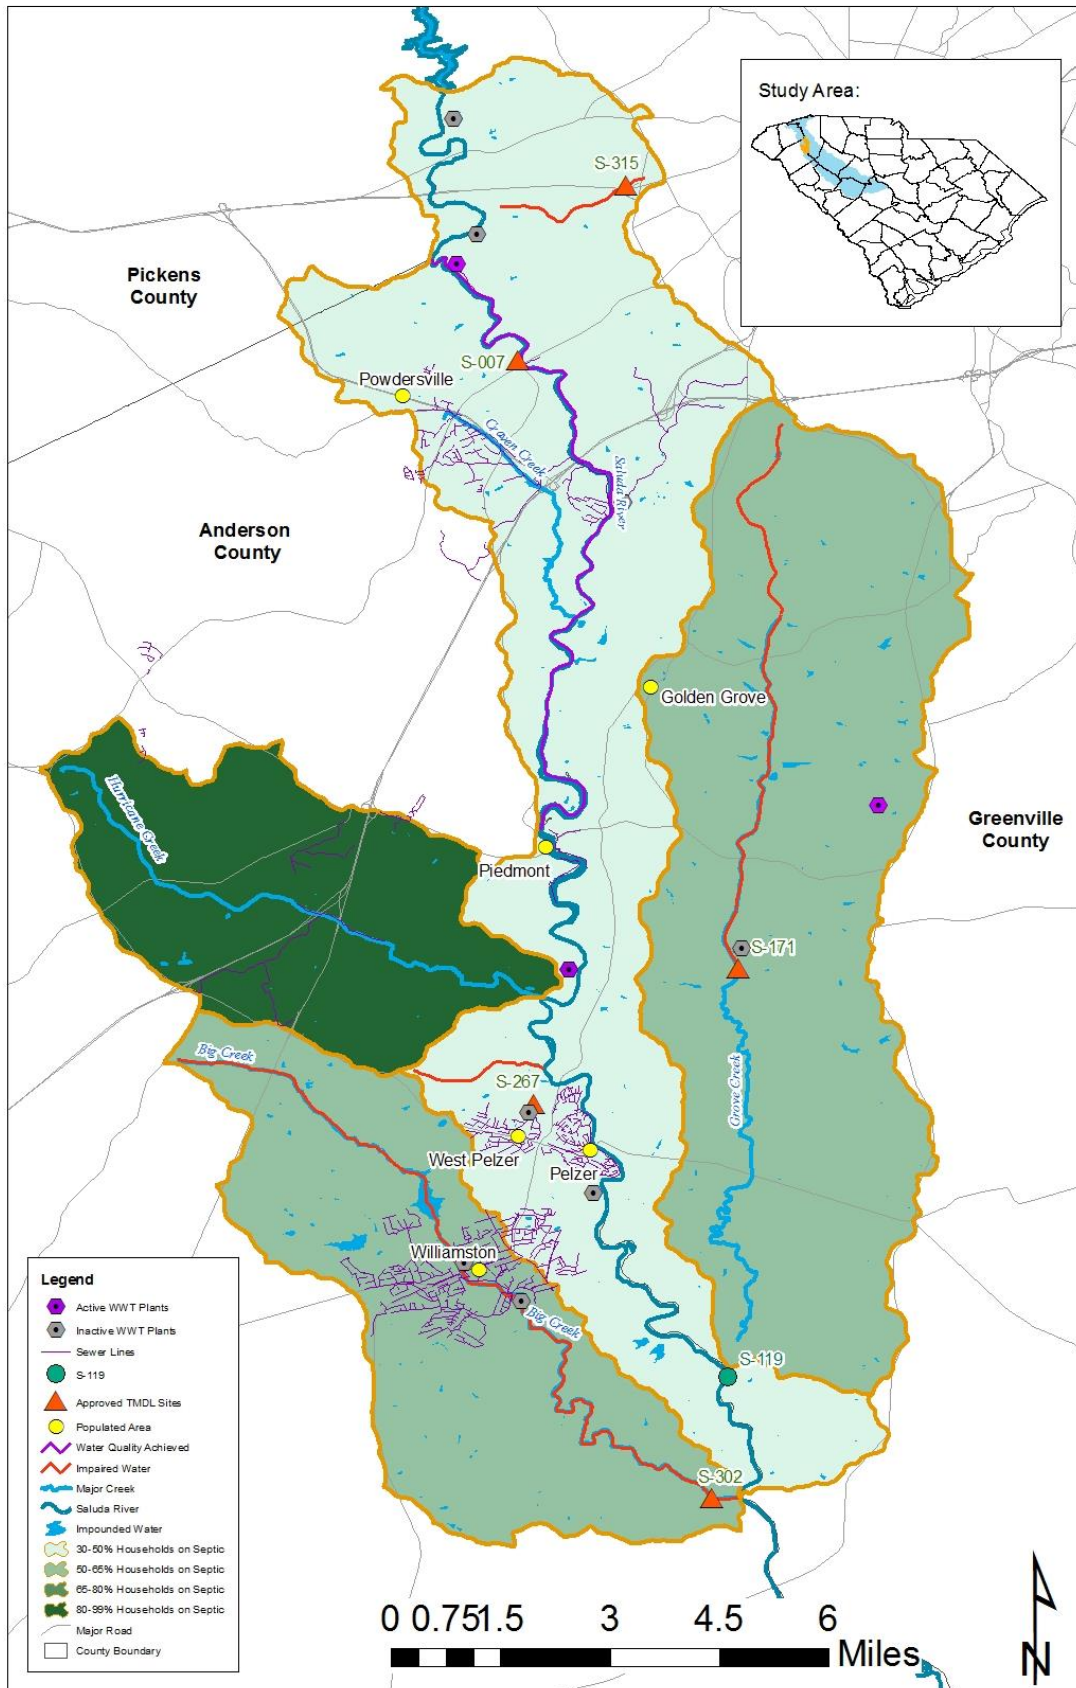 Study Area:
S-315
Pickens
County
S-007
Powdersville
Craven Creek
Saluda River
Anderson
County
Golden Grove
Hurricane Creek
Greenville
County
Piedmont
S-171
Big Creek
S-267
Grove Creek
West Pelzer
Pelzer
Williamston
Big Creek
S-119
S-302
Legend
Active WWT Plants
Inactive WWT Plants
Sewer Lines
S-119
Approved TMDL Sites
Populated Area
Water Quality Achieved
Impaired Water
Major Creek
Saluda River
Impounded Water
30-50% Households on Septic
50-65% Households on Septic
65-80% Households on Septic
80-99% Households on Septic
Major Road
County Boundary
0 0.75 1.5 3 4.5 6
Miles
N